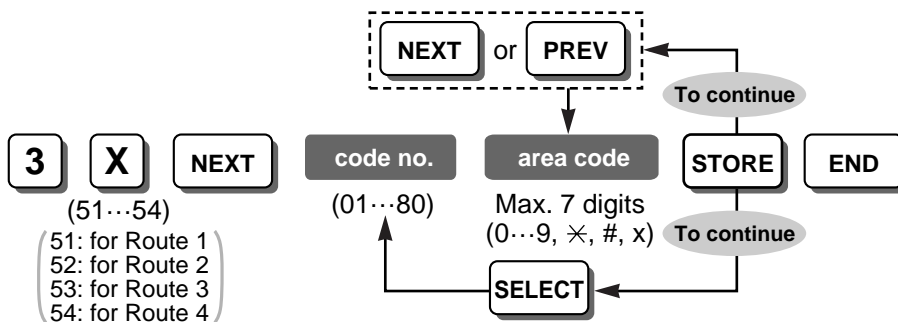 NEXT or PREV
To continue
3 X NEXT code no. area code STORE END
(51···54) (01···80) Max. 7 digits
(0···9, ✳, #, x) To continue
51: for Route 1
52: for Route 2
53: for Route 3
54: for Route 4
SELECT